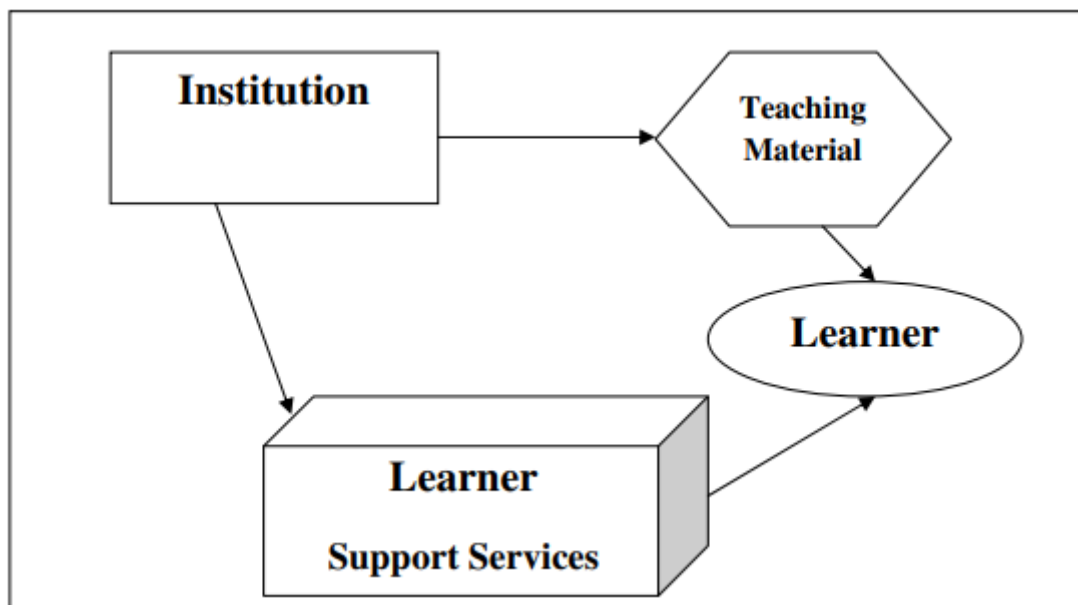 Institution
Teaching
Material
Learner
Learner
Support Services